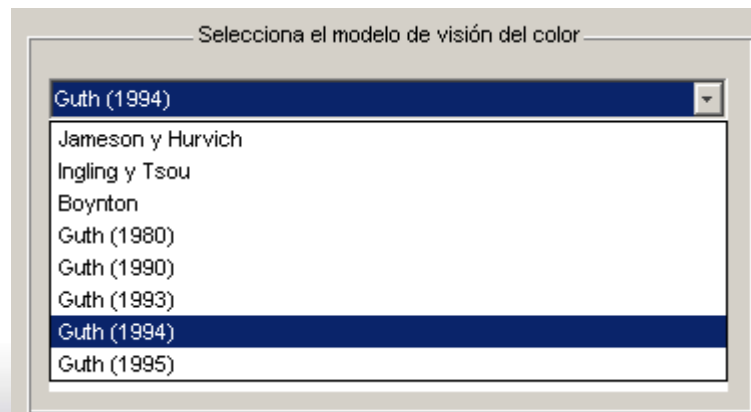 Selecciona el modelo de visión del color
Guth (1994)
Jameson y Hurvich
Ingling y Tsou
Boynton
Guth (1980)
Guth (1990)
Guth (1993)
Guth (1994)
Guth (1995)